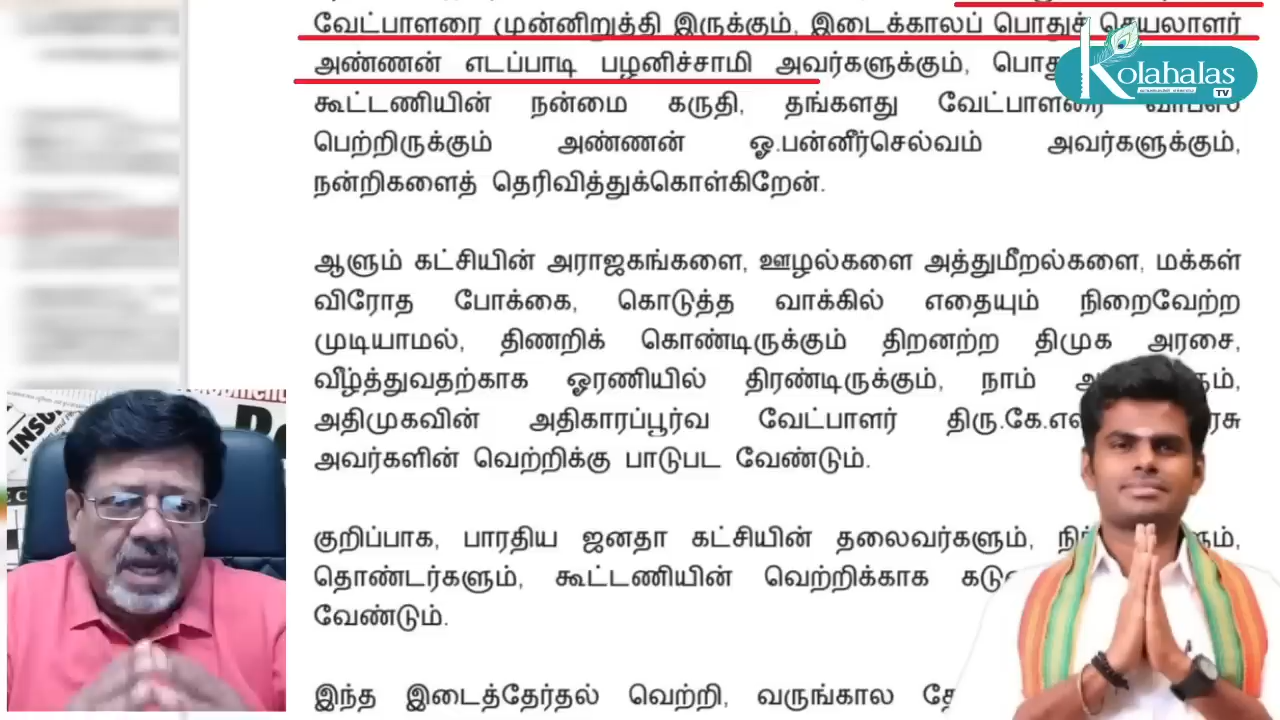 வேட்பாளரை முன்னிறுத்தி இருக்கும், இடைக்காலப் பொதுச் செயலாளர்
அண்ணன் எடப்பாடி பழனிச்சாமி அவர்களுக்கும்,
கூட்டணியின் நன்மை கருதி, தங்களது வேட்பாளரை வாபஸ்
பெற்றிருக்கும் அண்ணன் ஓ.பன்னீர்செல்வம் அவர்களுக்கும்,
நன்றிகளைத் தெரிவித்துக்கொள்கிறேன்.
ஆளும் கட்சியின் அராஜகங்களை, ஊழல்களை அத்துமீறல்களை, மக்கள்
விரோத போக்கை, கொடுத்த வாக்கில் எதையும் நிறைவேற்ற
முடியாமல், திணறிக் கொண்டிருக்கும் திறனற்ற திமுக அரசை,
வீழ்த்துவதற்காக ஓரணியில் திரண்டிருக்கும், நாம்
அதிமுகவின் அதிகாரப்பூர்வ வேட்பாளர் திரு.கே.எஸ்
அவர்களின் வெற்றிக்கு பாடுபட வேண்டும்.
குறிப்பாக, பாரதிய ஜனதா கட்சியின் தலைவர்களும்,
தொண்டர்களும், கூட்டணியின் வெற்றிக்காக
வேண்டும்.
இந்த இடைத்தேர்தல் வெற்றி, வருங்கால
Kolahalas
TV
INSU